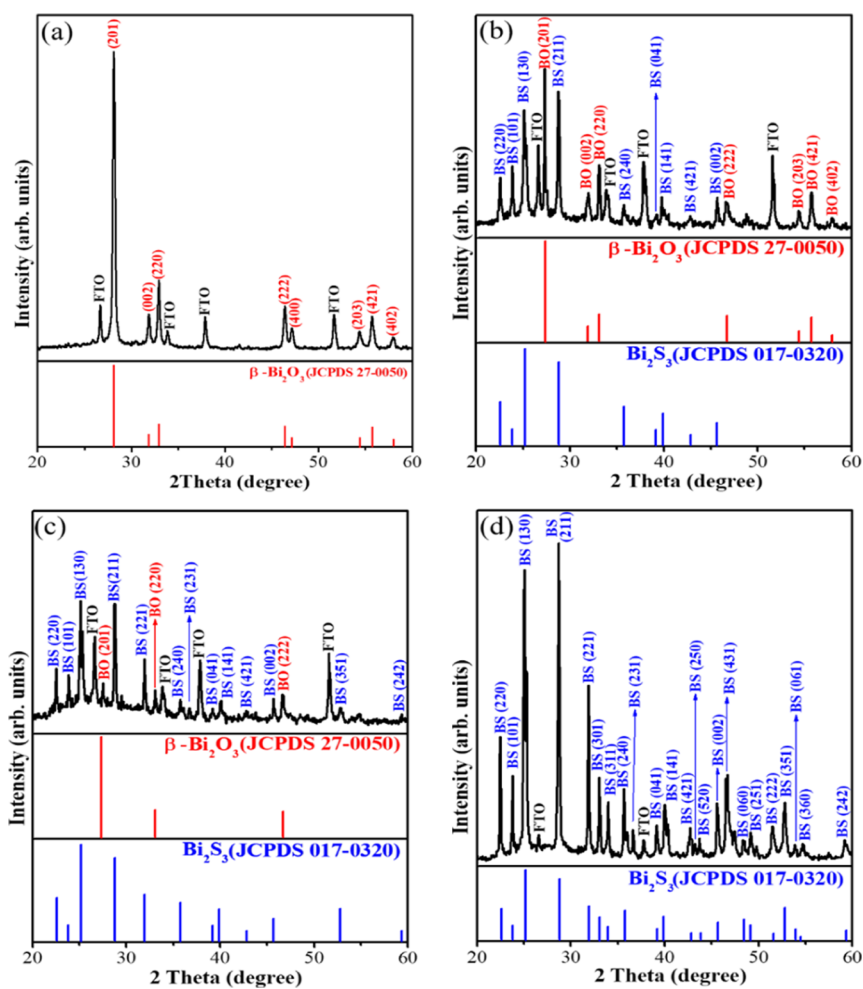 (a)
(201)
FTO
(002)
(220)
FTO
FTO
(222)
(400)
FTO
(203)
(421)
(402)
β-Bi₂O₃(JCPDS 27-0050)
Intensity (arb. units)
20 30 40 50 60
2Theta (degree)
(b)
BS (220)
BS (101)
BS (130)
FTO
BO(201)
BS (211)
BO (002)
BO (220)
FTO
BS (240)
FTO
BS (041)
BS (141)
BS (421)
BS (002)
BO (222)
FTO
BO (203)
BO (421)
BO (402)
β-Bi₂O₃(JCPDS 27-0050)
Bi₂S₃(JCPDS 017-0320)
Intensity (arb. units)
20 30 40 50 60
2Theta (degree)
(c)
BS (220)
BS (101)
BS(130)
FTO
BO (201)
BS(211)
BS (221)
BO (220)
FTO
BS (240)
BS (231)
FTO
BS (041)
BS (141)
BS (421)
BS (002)
BO (222)
FTO
BS (351)
BS (242)
β-Bi₂O₃(JCPDS 27-0050)
Bi₂S₃(JCPDS 017-0320)
Intensity (arb. units)
20 30 40 50 60
2 Theta (degree)
(d)
BS (220)
BS (101)
BS (130)
FTO
BS
(211)
BS (221)
BS (301)
BS (311)
BS (240)
BS (231)
FTO
BS (041)
BS (141)
BS (421)
BS (250)
BS (520)
BS (002)
BS (431)
BS (060)
BS (251)
BS (222)
BS (351)
BS (061)
BS (360)
BS (242)
Bi₂S₃(JCPDS 017-0320)
Intensity (arb. units)
20 30 40 50 60
2 Theta (degree)